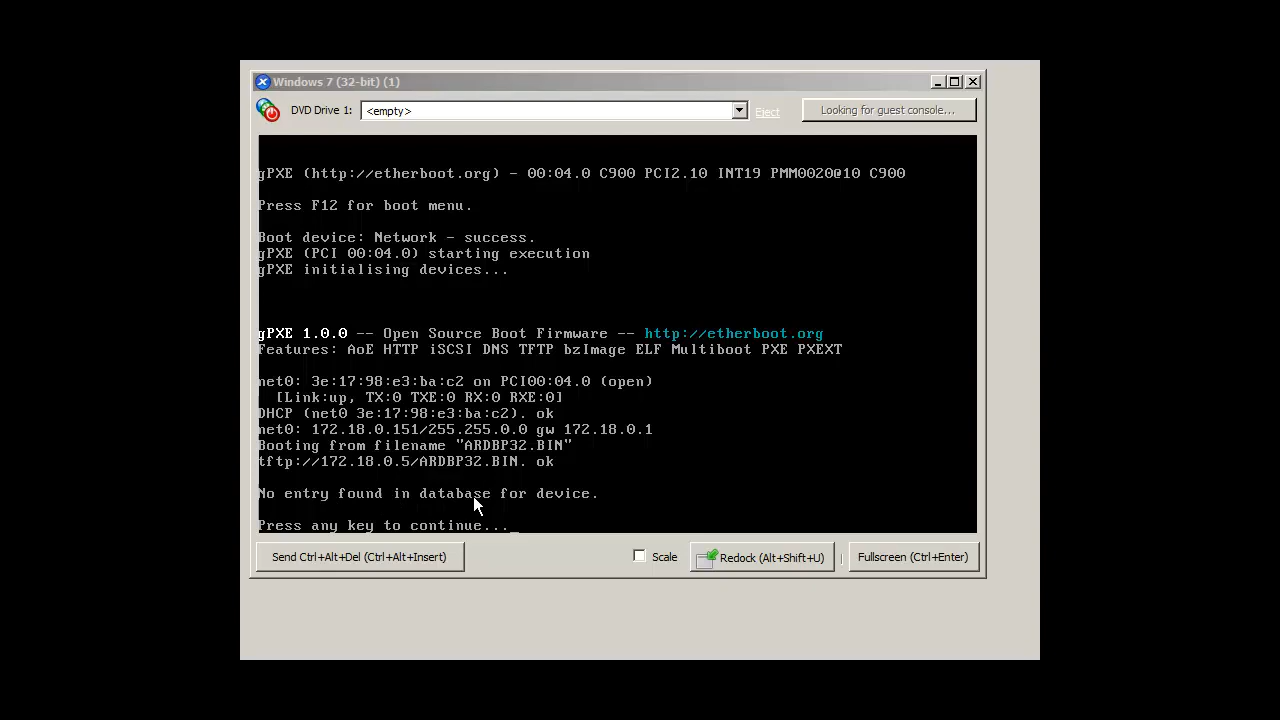 Windows 7 (32-bit) (1)
DVD Drive 1: <empty> Eject Looking for guest console...
gPXE (http://etherboot.org) - 00:04.0 C900 PCI2.10 INT19 PMM0020@10 C900
Press F12 for boot menu.
Boot device: Network - success.
gPXE (PCI 00:04.0) starting execution
gPXE initialising devices...
gPXE 1.0.0 -- Open Source Boot Firmware -- http://etherboot.org
Features: AoE HTTP iSCSI DNS TFTP bzImage ELF Multiboot PXE PXEXT
net0: 3e:17:98:e3:ba:c2 on PCI00:04.0 (open)
[Link:up, TX:0 TXE:0 RX:0 RXE:0]
DHCP (net0 3e:17:98:e3:ba:c2). ok
net0: 172.18.0.151/255.255.0.0 gw 172.18.0.1
Booting from filename "ARDBP32.BIN"
tftp://172.18.0.5/ARDBP32.BIN. ok
No entry found in database for device.
Press any key to continue..._
Send Ctrl+Alt+Del (Ctrl+Alt+Insert) Scale Redock (Alt+Shift+U) Fullscreen (Ctrl+Enter)